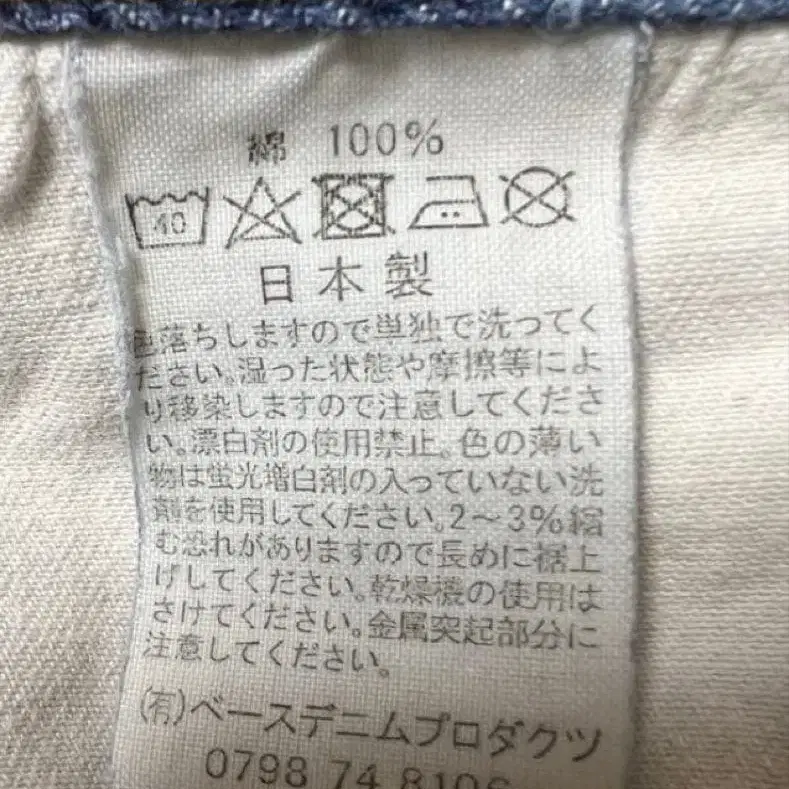 綿 100%
40
日本製
色落ちしますので単独で洗ってく
ださい。湿った状態や摩擦等によ
り移染しますので注意してくださ
い。漂白剤の使用禁止。色の薄い
物は蛍光増白剤の入っていない洗
剤を使用してください。2～3%縮
む恐れがありますので長めに裾上
げしてください。乾燥機の使用は
さけてください。金属突起部分に
注意してください。
(有)ベースデニムプロダクツ
0798 74 8106